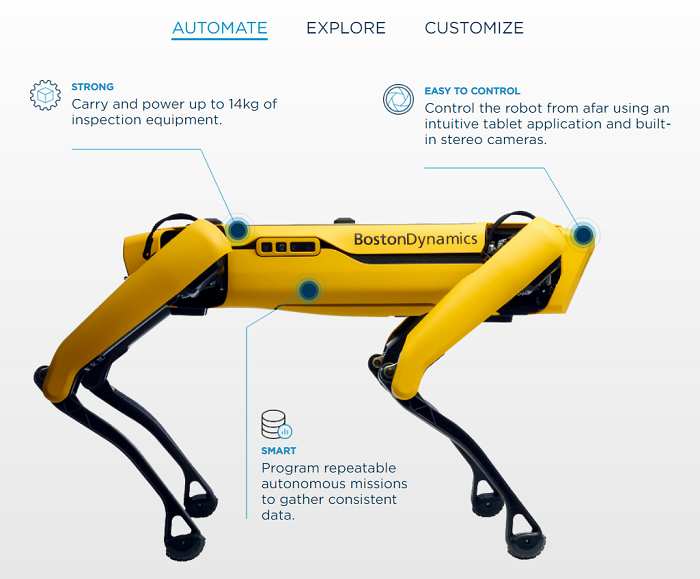 AUTOMATE EXPLORE CUSTOMIZE
STRONG
Carry and power up to 14kg of
inspection equipment.
EASY TO CONTROL
Control the robot from afar using an
intuitive tablet application and built-
in stereo cameras.
BostonDynamics
SMART
Program repeatable
autonomous missions
to gather consistent
data.